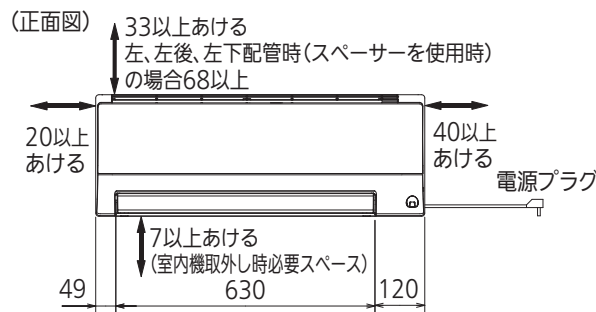 (正面図)
33以上あける
左、左後、左下配管時(スペーサーを使用時)
の場合68以上
20以上
あける
40以上
あける
電源プラグ
7以上あける
(室内機取外し時必要スペース)
49
630
120